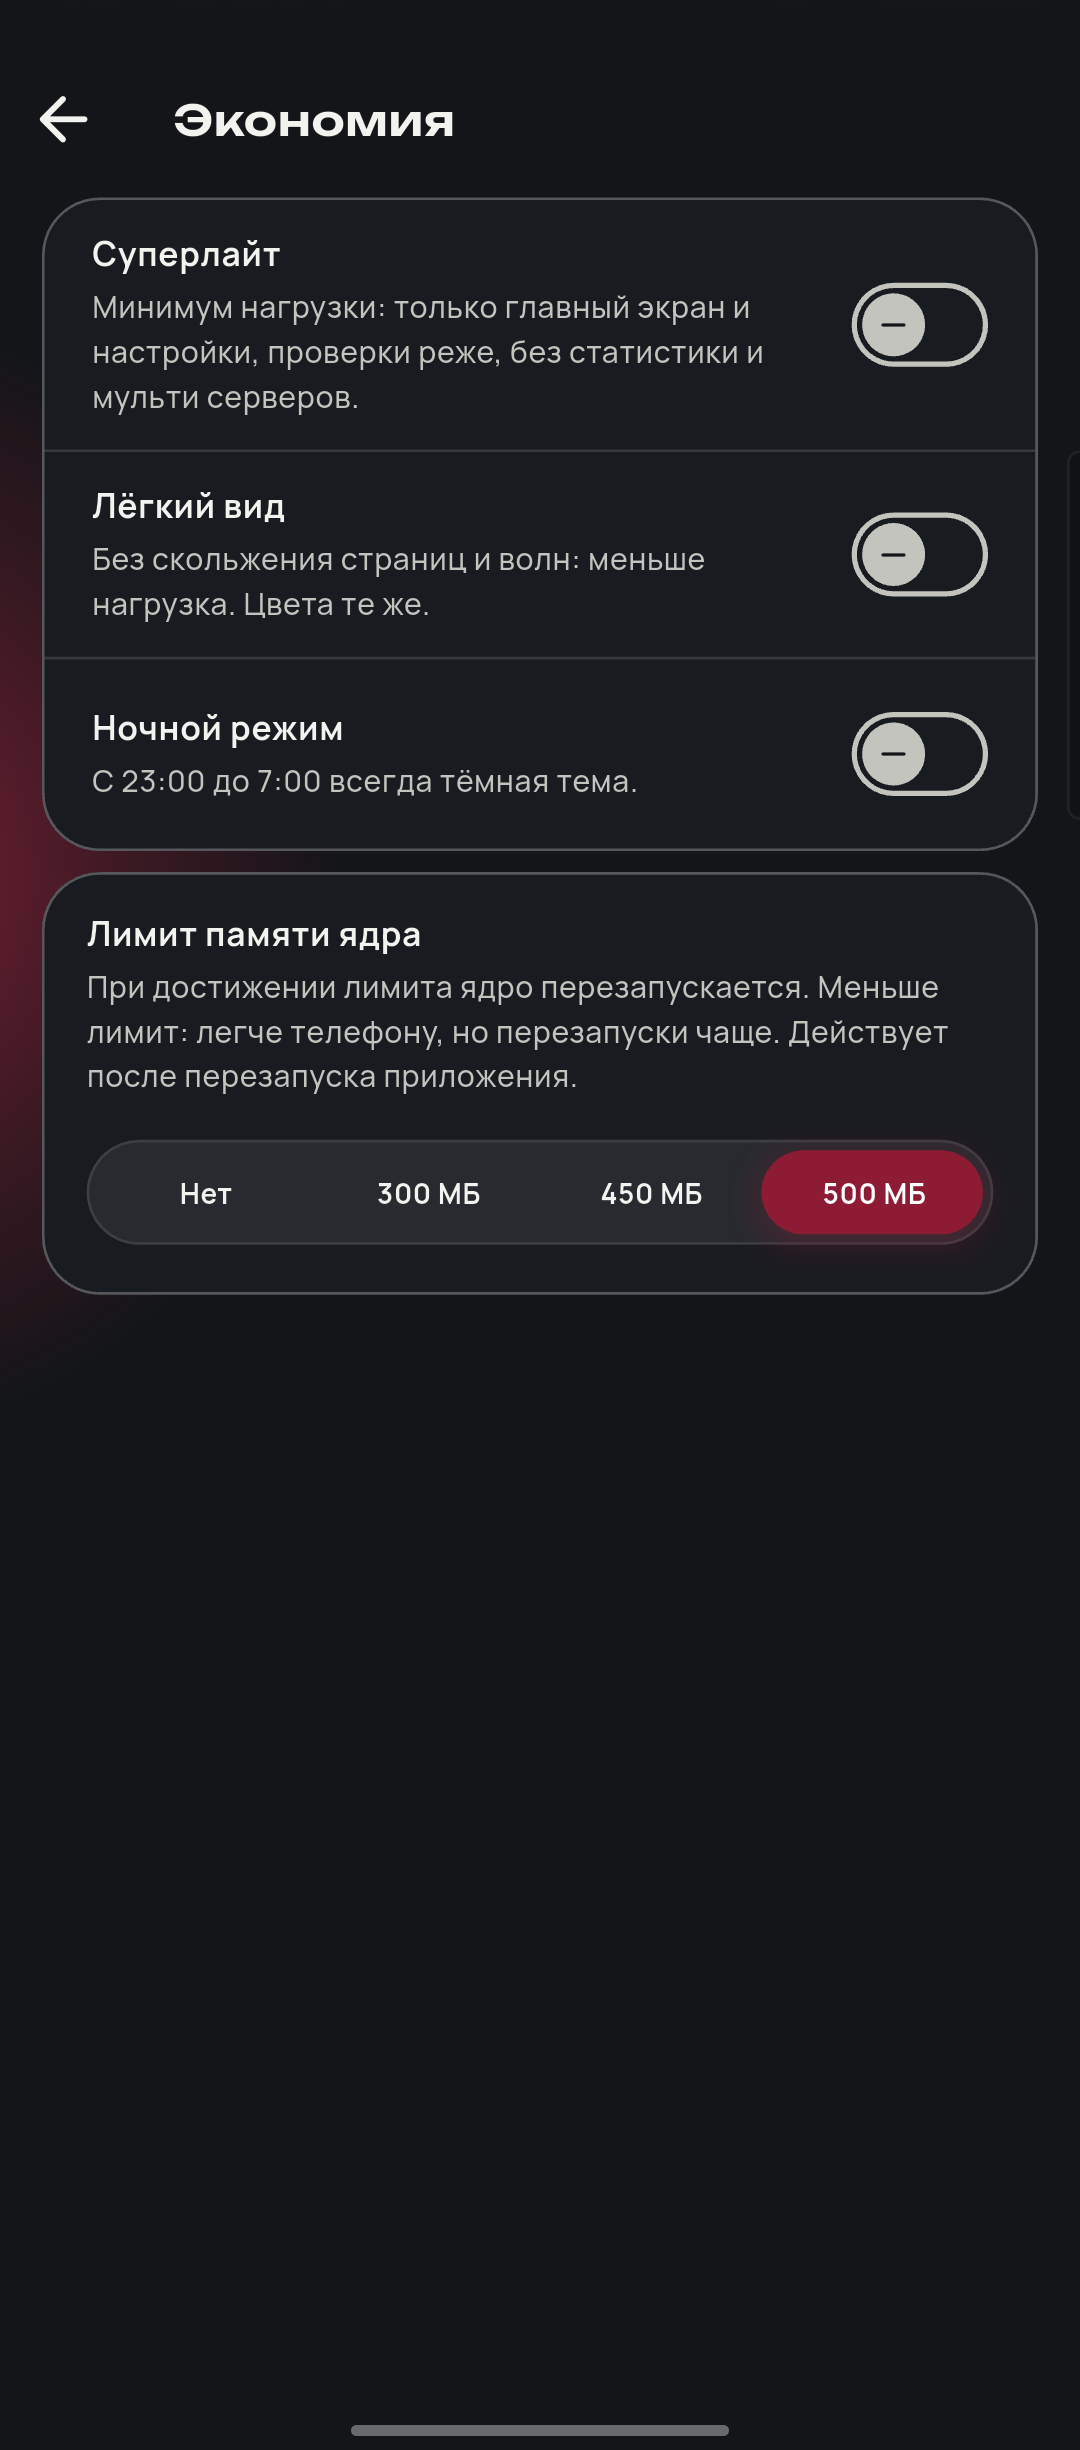 Экономия
Суперлайт
Минимум нагрузки: только главный экран и
настройки, проверки реже, без статистики и
мульти серверов.
Лёгкий вид
Без скольжения страниц и волн: меньше
нагрузка. Цвета те же.
Ночной режим
С 23:00 до 7:00 всегда тёмная тема.
Лимит памяти ядра
При достижении лимита ядро перезапускается. Меньше
лимит: легче телефону, но перезапуски чаще. Действует
после перезапуска приложения.
Нет 300 МБ 450 МБ 500 МБ